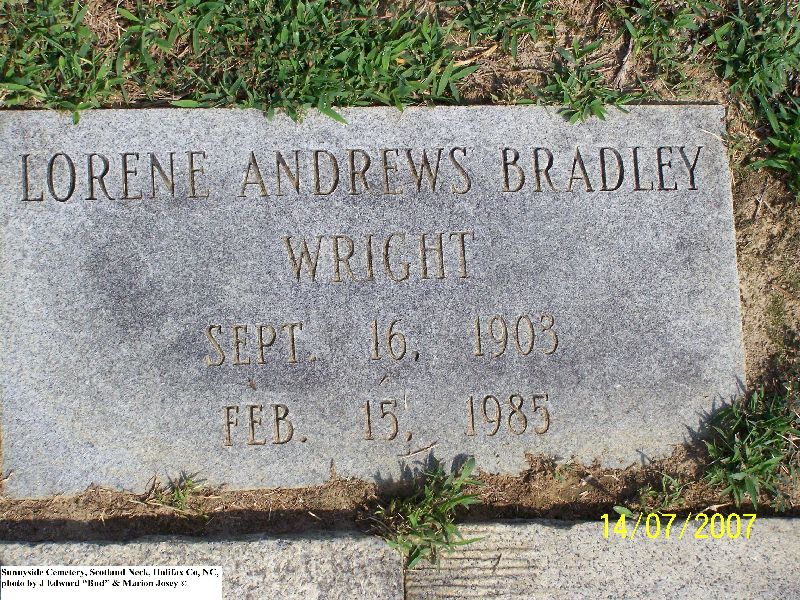 LORENE ANDREWS BRADLEY
WRIGHT
SEPT. 16, 1903
FEB. 15, 1985
14/07/2007
Sunnyside Cemetery, Scotland Neck, Halifax Co, NC,
photo by J Edward "Bud" & Marion Josey ©